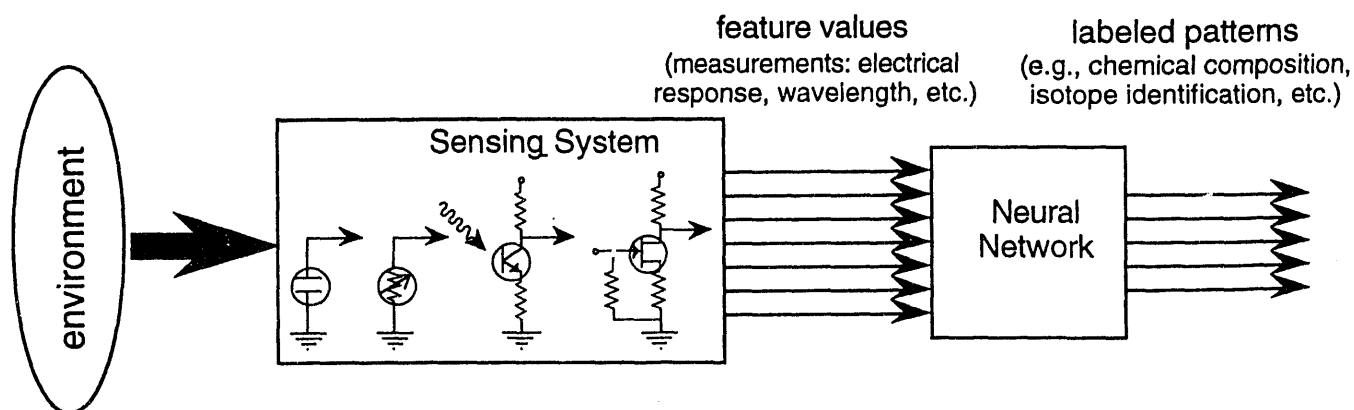 feature values
(measurements: electrical
response, wavelength, etc.)
labeled patterns
(e.g., chemical composition,
isotope identification, etc.)
environment
Sensing System
Neural
Network